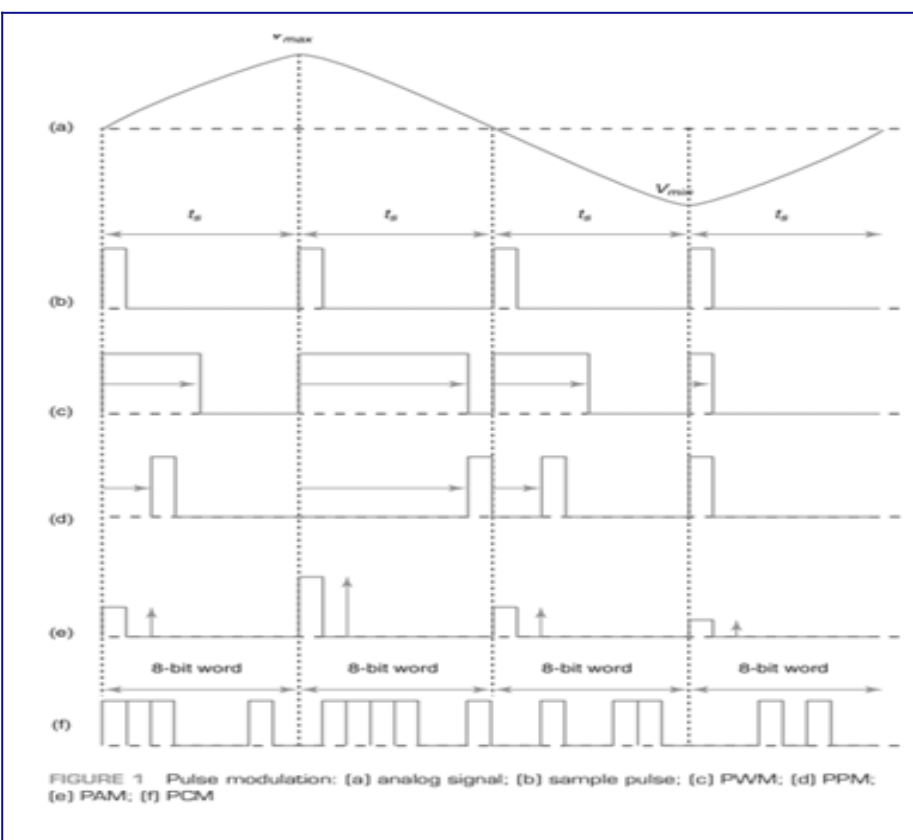 Vmax
(a)
Vmin
ts ts ts ts
(b)
(c)
(d)
(e)
8-bit word 8-bit word 8-bit word 8-bit word
(f)
FIGURE 1 Pulse modulation: (a) analog signal; (b) sample pulse; (c) PWM; (d) PPM;
(e) PAM; (f) PCM